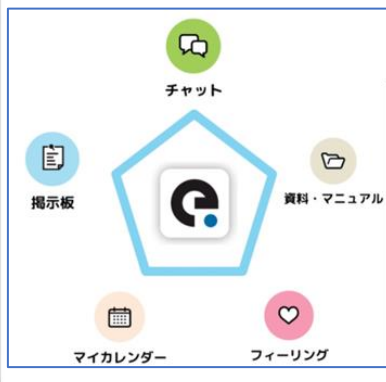 チャット
掲示板
資料・マニュアル
マイカレンダー
フィーリング